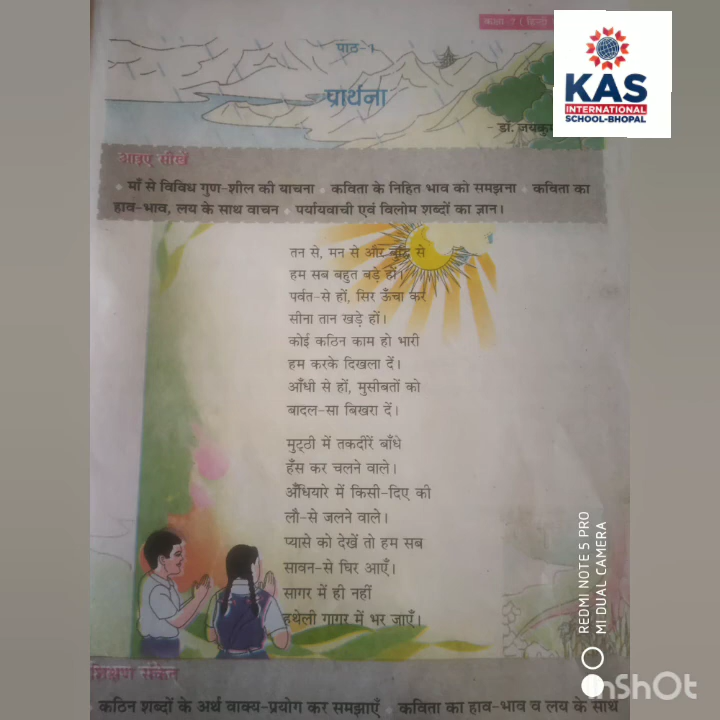 कक्षा 7 | हिन्दी
KAS
INTERNATIONAL
SCHOOL-BHOPAL
पाठ-1
प्रार्थना
- डॉ.
आइए सीखें
• माँ से विविध गुण-शील की याचना • कविता के निहित भाव को समझना • कविता का
हाव-भाव, लय के साथ वाचन • पर्यायवाची एवं विलोम शब्दों का ज्ञान।
तन से, मन से और बुद्धि से
हम सब बहुत बड़े हों।
पर्वत-से हों, सिर ऊँचा कर
सीना तान खड़े हों।
कोई कठिन काम हो भारी
हम करके दिखला दें।
आँधी से हों, मुसीबतों को
बादल-सा बिखरा दें।
मुट्ठी में तकदीरें बाँधे
हँस कर चलने वाले।
अँधियारे में किसी-दिए की
लौ-से जलने वाले।
प्यासे को देखें तो हम सब
सावन-से घिर आएँ।
सागर में ही नहीं
हथेली गागर में भर जाएँ।
शिक्षण संकेत
• कठिन शब्दों के अर्थ वाक्य-प्रयोग कर समझाएँ • कविता का हाव-भाव व लय के साथ
REDMI NOTE 5 PRO
MI DUAL CAMERA
InShOt